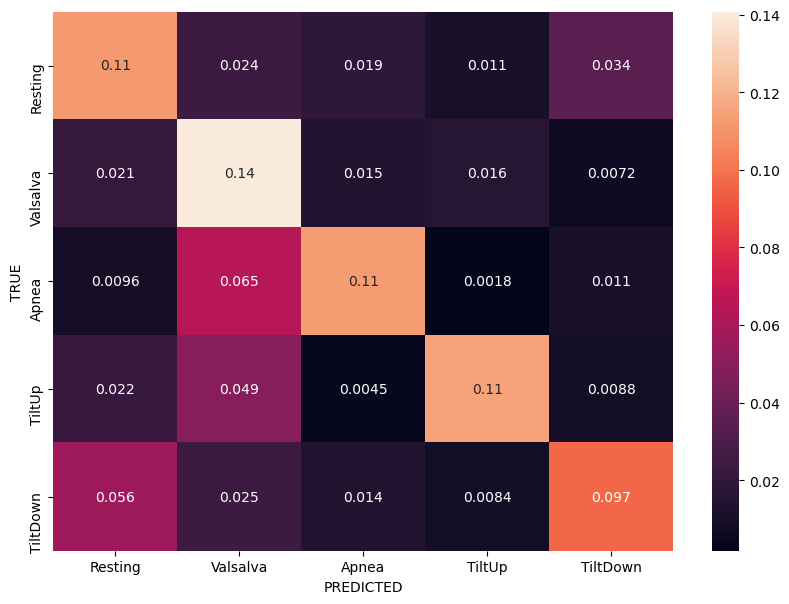 0.14
0.12
0.10
0.08
0.06
0.04
0.02
TRUE
Resting 0.11 0.024 0.019 0.011 0.034
Valsalva 0.021 0.14 0.015 0.016 0.0072
Apnea 0.0096 0.065 0.11 0.0018 0.011
TiltUp 0.022 0.049 0.0045 0.11 0.0088
TiltDown 0.056 0.025 0.014 0.0084 0.097
Resting Valsalva Apnea TiltUp TiltDown
PREDICTED